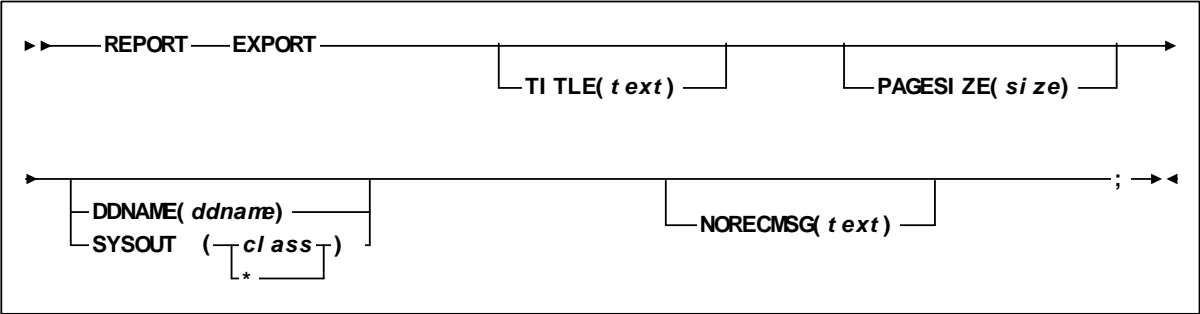 REPORT EXPORT
TITLE(text) PAGESIZE(size)
;
DDNAME(ddname) NORECMSG(text)
SYSOUT (class)
*